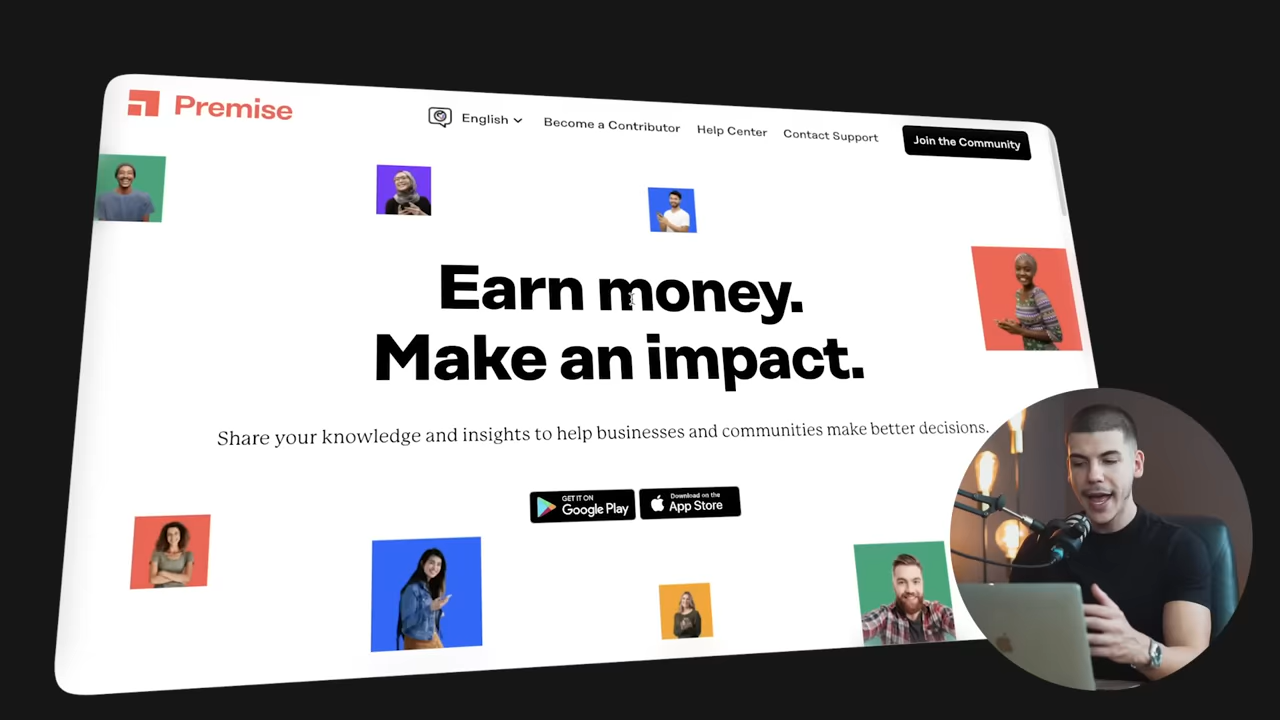 Premise
English
Become a Contributor
Help Center
Contact Support
Join the Community
Earn money.
Make an impact.
Share your knowledge and insights to help businesses and communities make better decisions.
GET IT ON
Google Play
Download on the
App Store